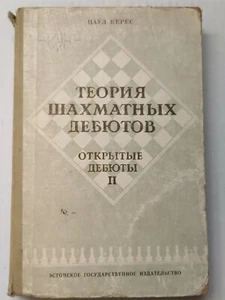 ПАУЛ КЕРЕС
ТЕОРИЯ
ШАХМАТНЫХ
ДЕБЮТОВ
ОТКРЫТЫЕ
ДЕБЮТЫ
II
ЭСТОНСКОЕ ГОСУДАРСТВЕННОЕ ИЗДАТЕЛЬСТВО